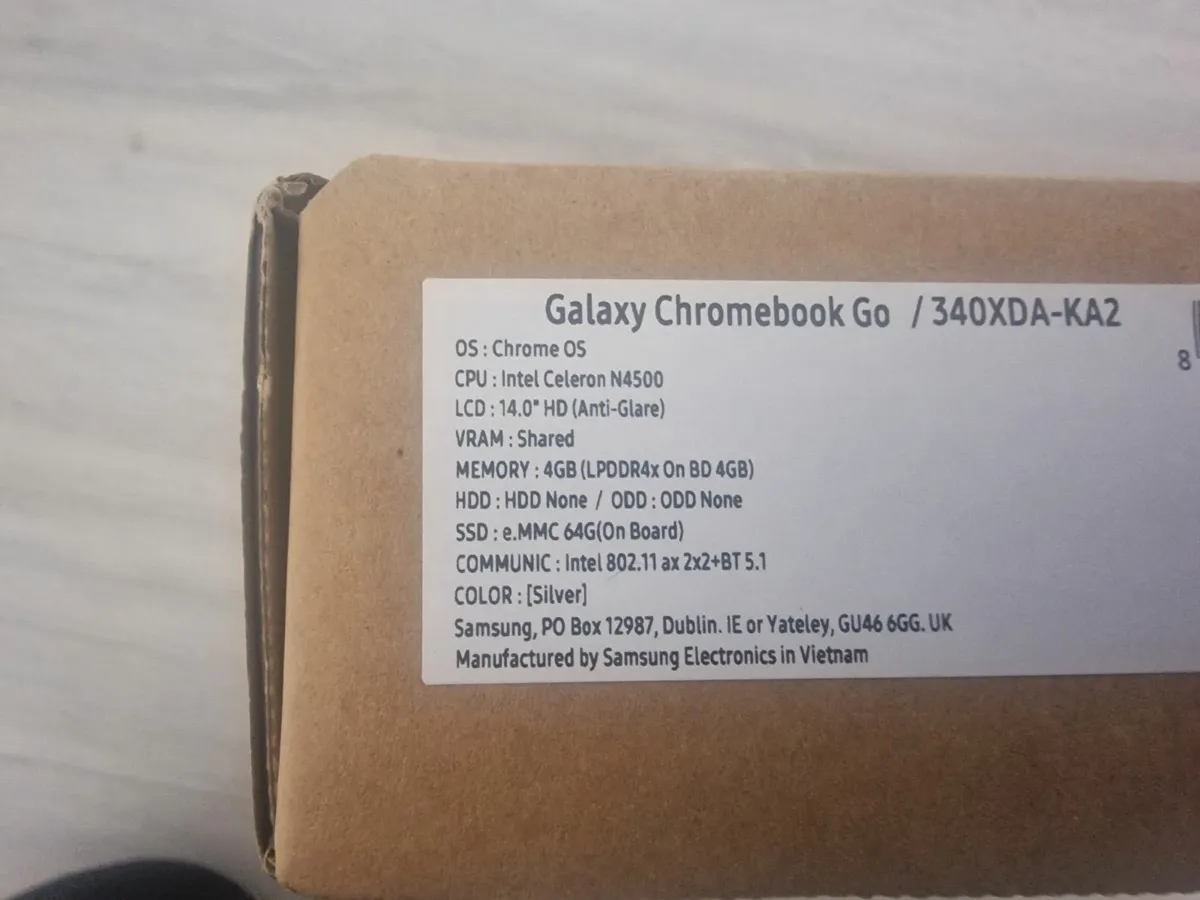 Galaxy Chromebook Go / 340XDA-KA2
OS : Chrome OS
CPU : Intel Celeron N4500
LCD : 14.0" HD (Anti-Glare)
VRAM : Shared
MEMORY : 4GB (LPDDR4x On BD 4GB)
HDD : HDD None / ODD : ODD None
SSD : e.MMC 64G(On Board)
COMMUNIC : Intel 802.11 ax 2x2+BT 5.1
COLOR : [Silver]
Samsung, PO Box 12987, Dublin. IE or Yateley, GU46 6GG. UK
Manufactured by Samsung Electronics in Vietnam
8